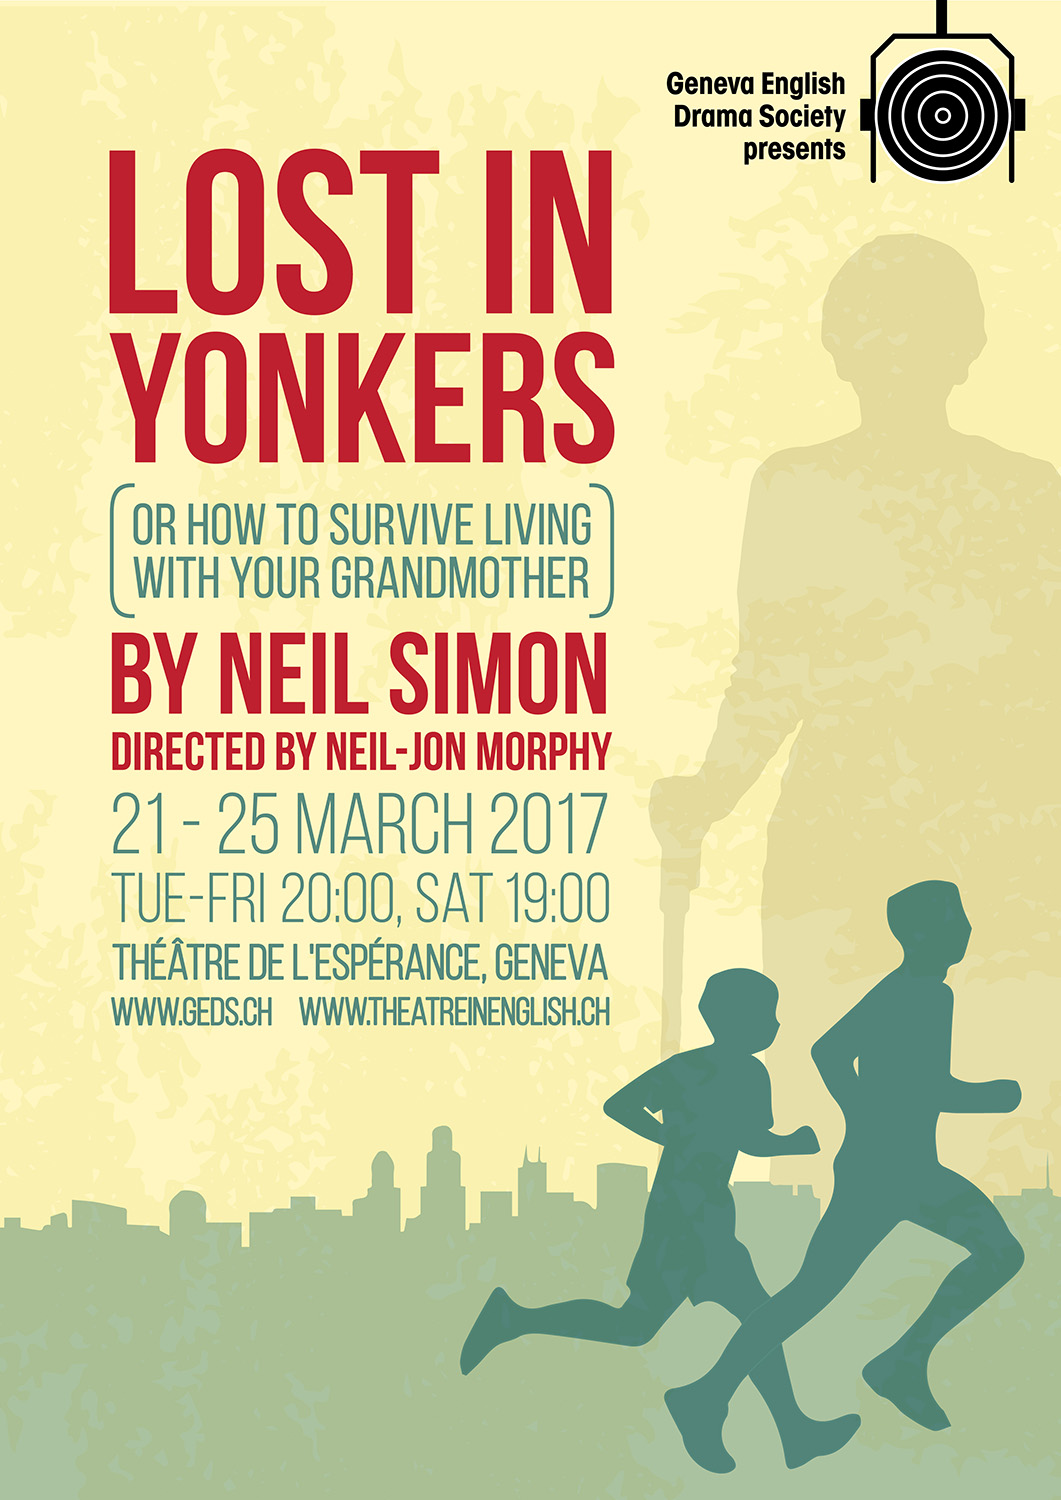 Geneva English
Drama Society
presents
LOST IN
YONKERS
(OR HOW TO SURVIVE LIVING
WITH YOUR GRANDMOTHER)
BY NEIL SIMON
DIRECTED BY NEIL-JON MORPHY
21 - 25 MARCH 2017
TUE-FRI 20:00, SAT 19:00
THÉÂTRE DE L'ESPÉRANCE, GENEVA
WWW.GEDS.CH WWW.THEATREINENGLISH.CH